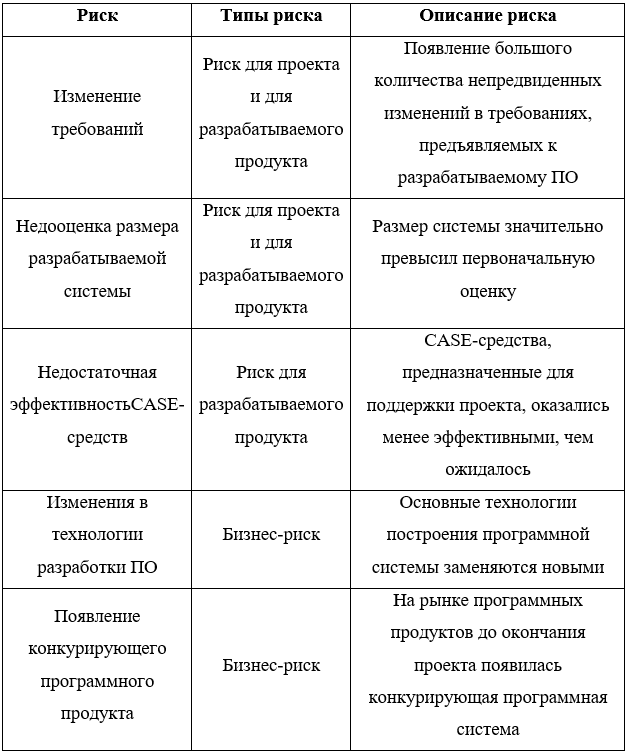 Риск
Типы риска
Описание риска
Изменение
требований
Риск для проекта
и для
разрабатываемого
продукта
Появление большого
количества непредвиденных
изменений в требованиях,
предъявляемых к
разрабатываемому ПО
Недооценка размера
разрабатываемой
системы
Риск для проекта
и для
разрабатываемого
продукта
Размер системы значительно
превысил первоначальную
оценку
Недостаточная
эффективностьCASE-
средств
Риск для
разрабатываемого
продукта
CASE-средства,
предназначенные для
поддержки проекта, оказались
менее эффективными, чем
ожидалось
Изменения в
технологии
разработки ПО
Бизнес-риск
Основные технологии
построения программной
системы заменяются новыми
Появление
конкурирующего
программного
продукта
Бизнес-риск
На рынке программных
продуктов до окончания
проекта появилась
конкурирующая программная
система